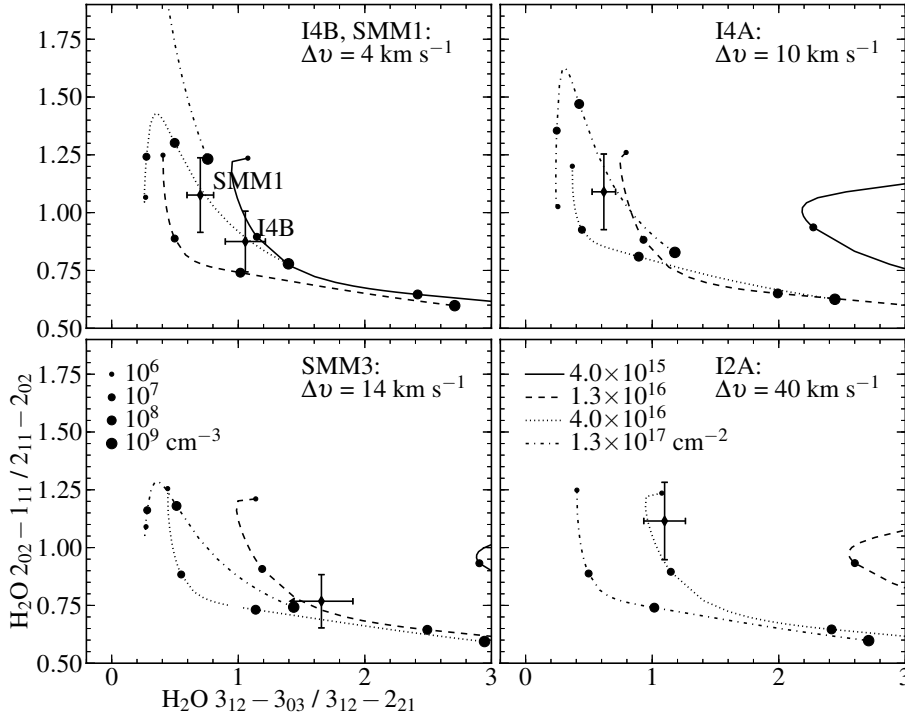 I4B, SMM1:
Δυ = 4 km s⁻¹
SMM1
I4B
1.75
1.50
1.25
1.00
0.75
0.50
I4A:
Δυ = 10 km s⁻¹
SMM3:
Δυ = 14 km s⁻¹
10⁶
10⁷
10⁸
10⁹ cm⁻³
1.75
1.50
1.25
1.00
0.75
0.50
0
1
2
3
I2A:
Δυ = 40 km s⁻¹
4.0×10¹⁵
1.3×10¹⁶
4.0×10¹⁶
1.3×10¹⁷ cm⁻²
0
1
2
3
H₂O 2₀₂ − 1₁₁ / 2₁₁ − 2₀₂
H₂O 3₁₂ − 3₀₃ / 3₁₂ − 2₂₁